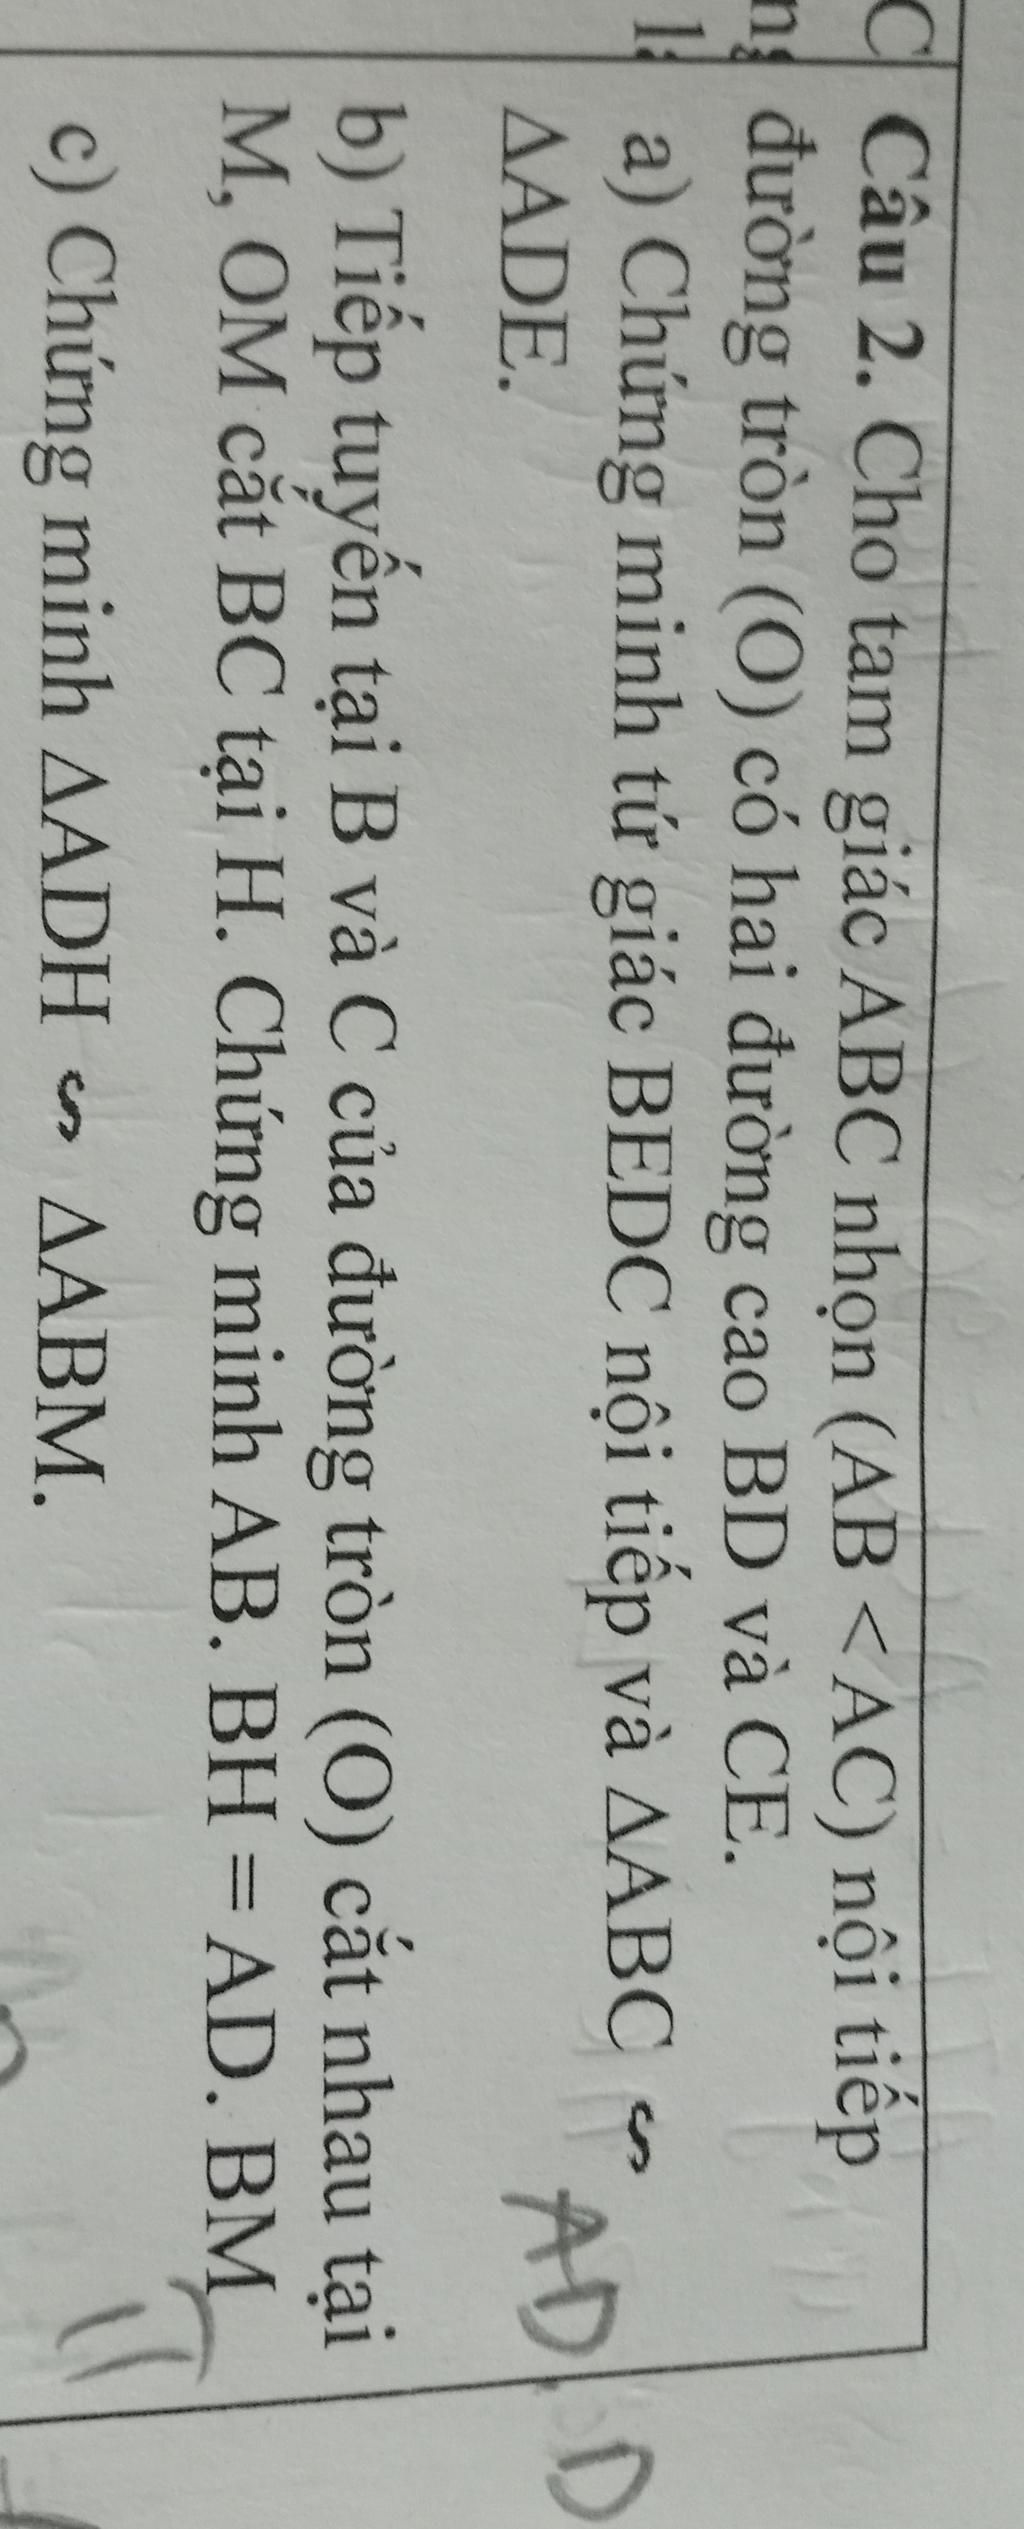 Câu 2. Cho tam giác ABC nhọn (AB < AC) nội tiếp
đường tròn (O) có hai đường cao BD và CE.
a) Chứng minh tứ giác BEDC nội tiếp và ΔABC ∽
ΔADE.
b) Tiếp tuyến tại B và C của đường tròn (O) cắt nhau tại
M, OM cắt BC tại H. Chứng minh AB. BH = AD. BM
c) Chứng minh ΔADH ∽ ΔABM.
AD
D